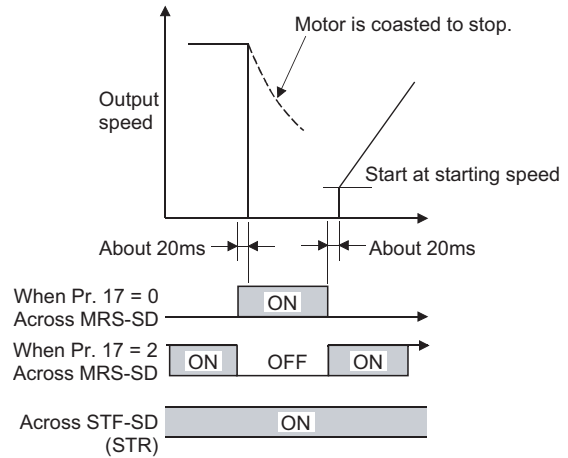 Motor is coasted to stop.
Output
speed
Start at starting speed
About 20ms
About 20ms
When Pr. 17 = 0
Across MRS-SD
ON
When Pr. 17 = 2
Across MRS-SD
ON
OFF
ON
Across STF-SD
(STR)
ON